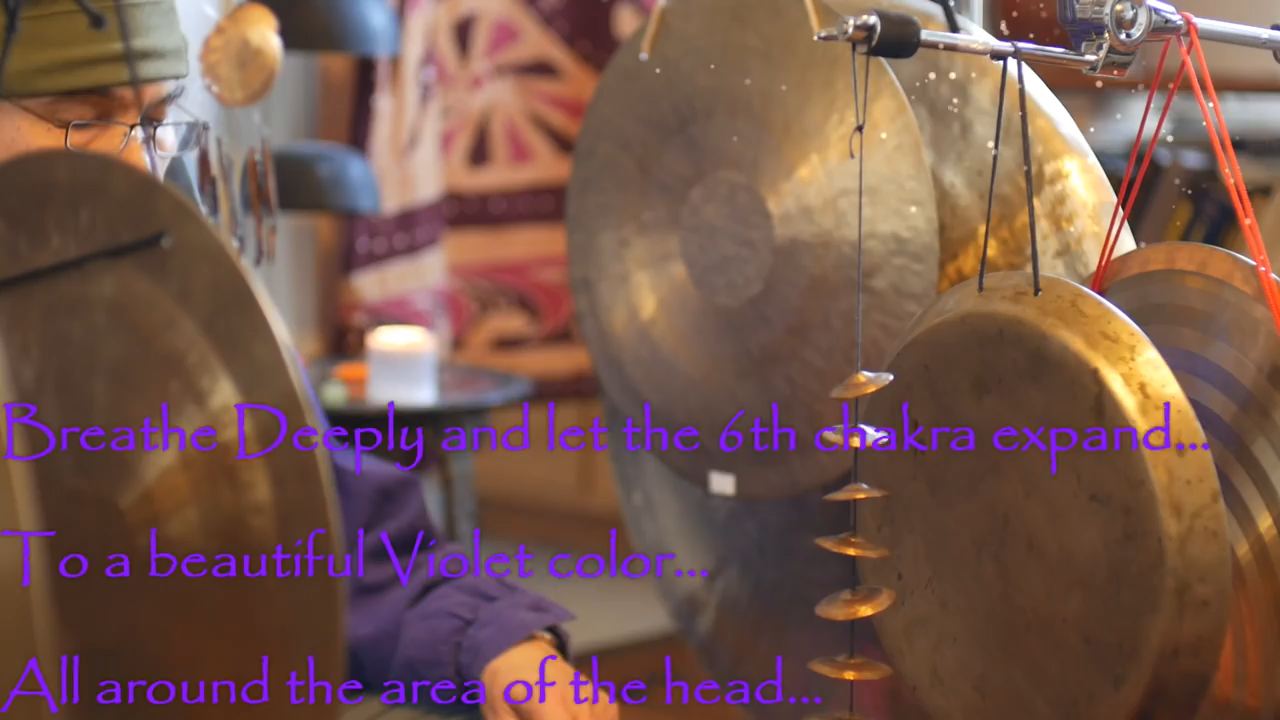 Breathe Deeply and let the 6th chakra expand...
To a beautiful Violet color...
All around the area of the head...